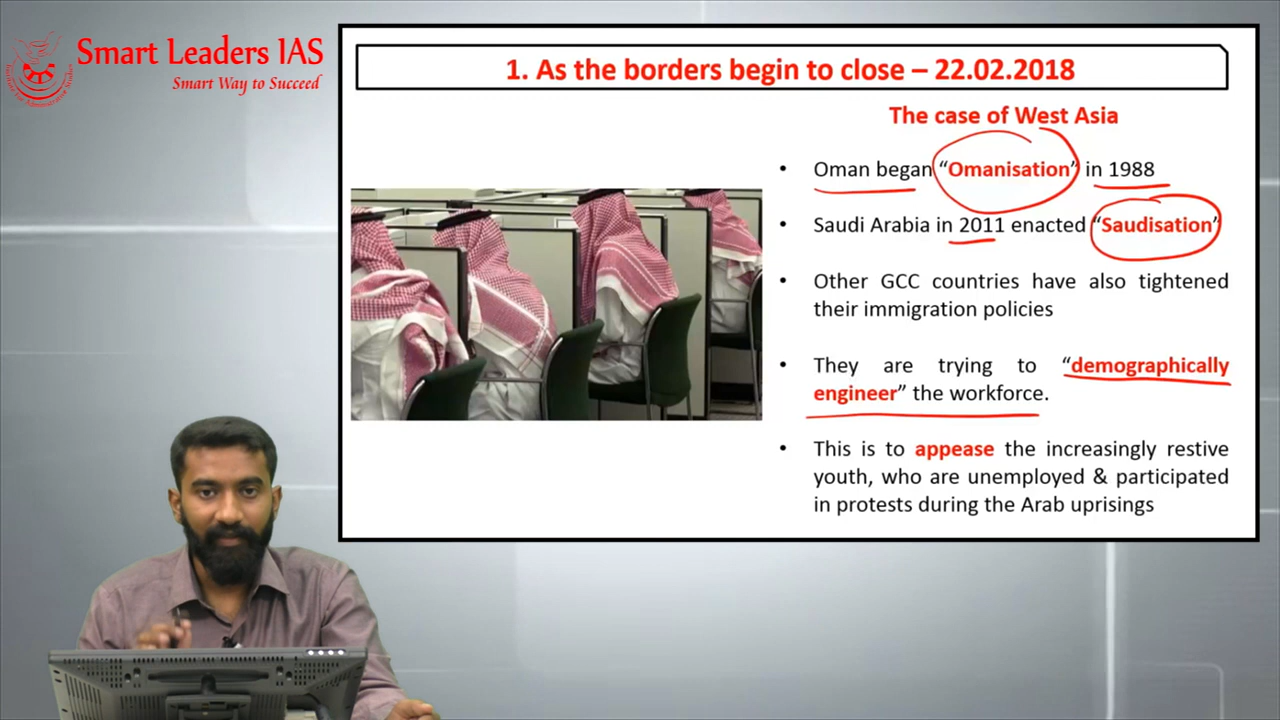 Smart Leaders IAS
Smart Way to Succeed
1. As the borders begin to close – 22.02.2018
The case of West Asia
• Oman began “Omanisation” in 1988
• Saudi Arabia in 2011 enacted “Saudisation”
• Other GCC countries have also tightened
their immigration policies
• They are trying to “demographically
engineer” the workforce.
• This is to appease the increasingly restive
youth, who are unemployed & participated
in protests during the Arab uprisings